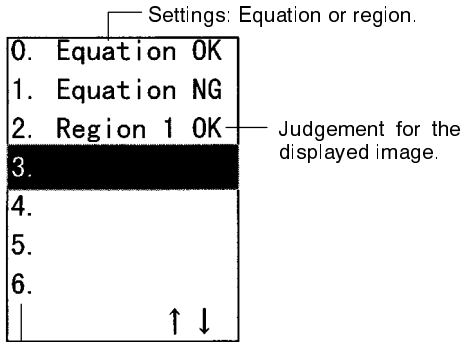 Settings: Equation or region.
0. Equation OK
1. Equation NG
2. Region 1 OK
Judgement for the
displayed image.
3.
4.
5.
6.
↑ ↓